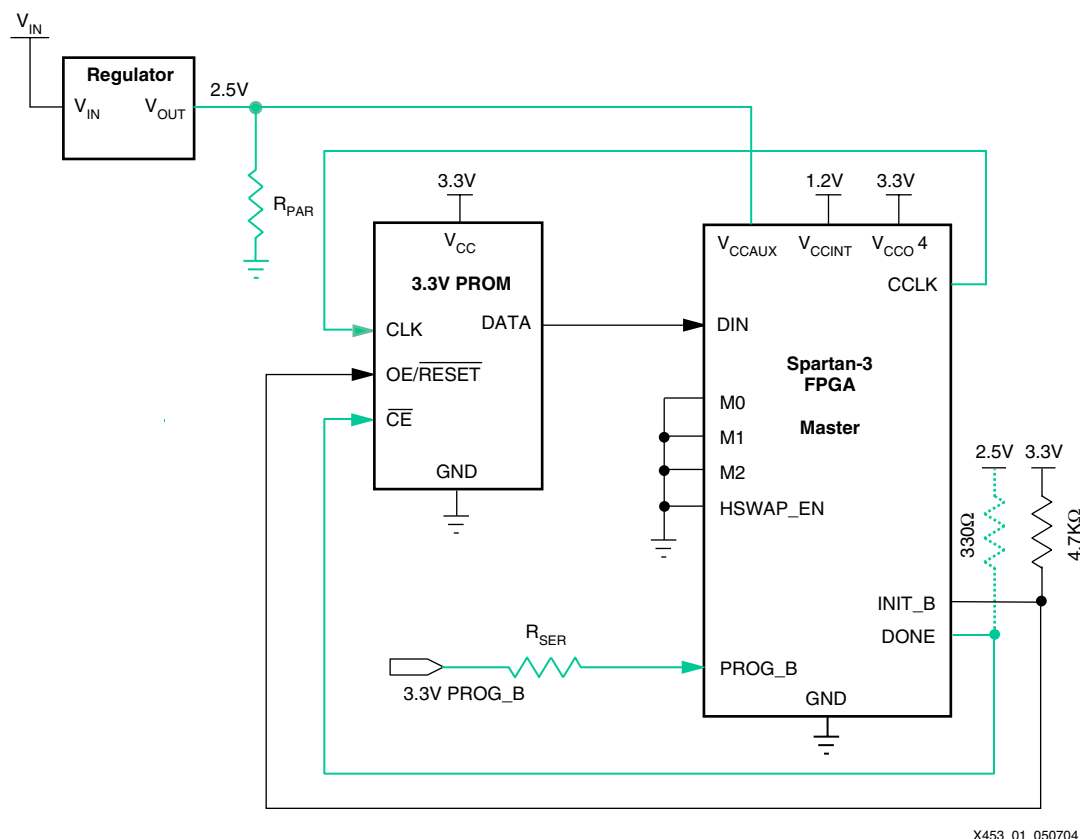 VIN
Regulator
VIN
VOUT
2.5V
RPAR
3.3V
1.2V
3.3V
VCC
VCCAUX
VCCINT
VCCO 4
3.3V PROM
CCLK
CLK
DATA
DIN
OE/RESET
Spartan-3
FPGA
CE
M0
Master
M1
2.5V
3.3V
GND
M2
HSWAP_EN
330Ω
4.7KΩ
INIT_B
RSER
DONE
PROG_B
3.3V PROG_B
GND
X453_01_050704